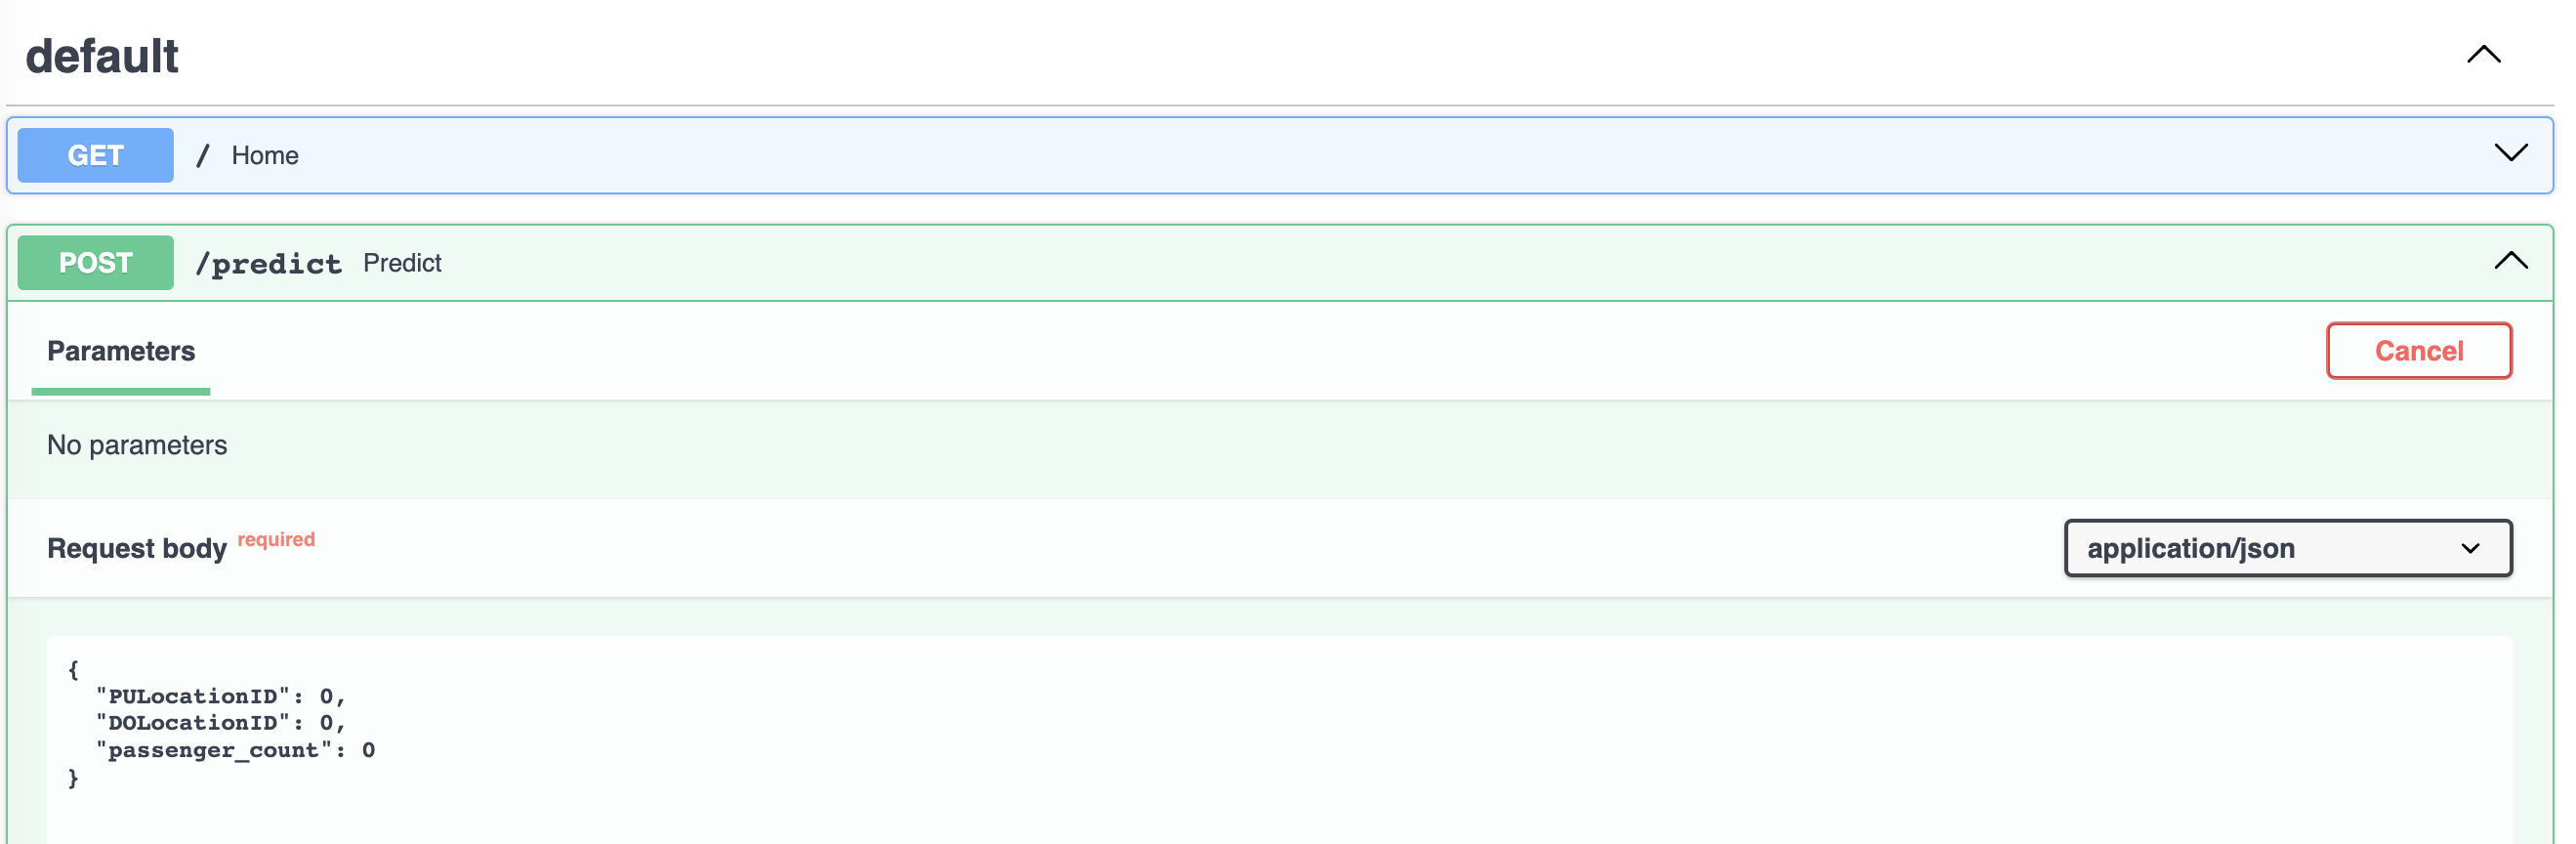 default
GET / Home
POST /predict Predict
Parameters
Cancel
No parameters
Request body required
application/json
{
  "PULocationID": 0,
  "DOLocationID": 0,
  "passenger_count": 0
}